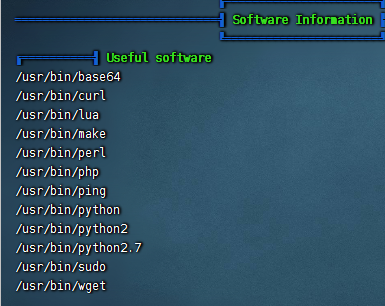 Software Information
Useful software
/usr/bin/base64
/usr/bin/curl
/usr/bin/lua
/usr/bin/make
/usr/bin/perl
/usr/bin/php
/usr/bin/ping
/usr/bin/python
/usr/bin/python2
/usr/bin/python2.7
/usr/bin/sudo
/usr/bin/wget